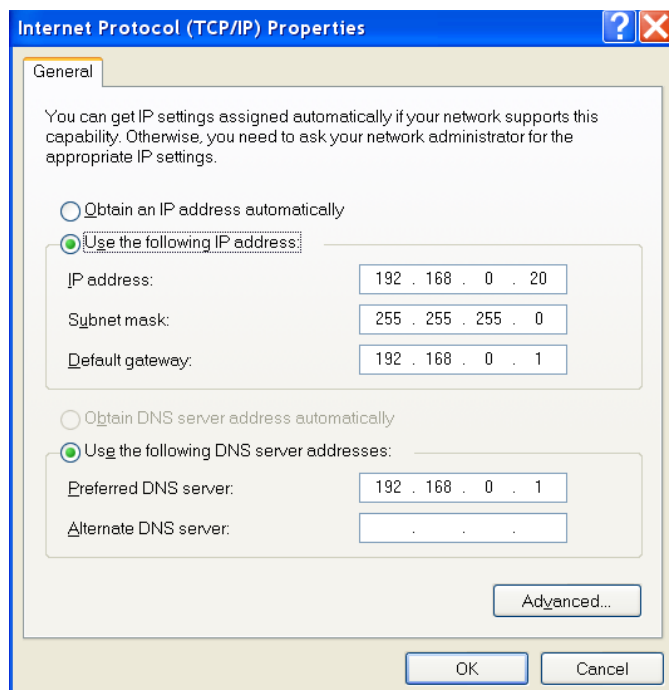 Internet Protocol (TCP/IP) Properties
General
You can get IP settings assigned automatically if your network supports this
capability. Otherwise, you need to ask your network administrator for the
appropriate IP settings.
Obtain an IP address automatically
Use the following IP address:
IP address: 192 . 168 . 0 . 20
Subnet mask: 255 . 255 . 255 . 0
Default gateway: 192 . 168 . 0 . 1
Obtain DNS server address automatically
Use the following DNS server addresses:
Preferred DNS server: 192 . 168 . 0 . 1
Alternate DNS server: . . .
Advanced...
OK Cancel